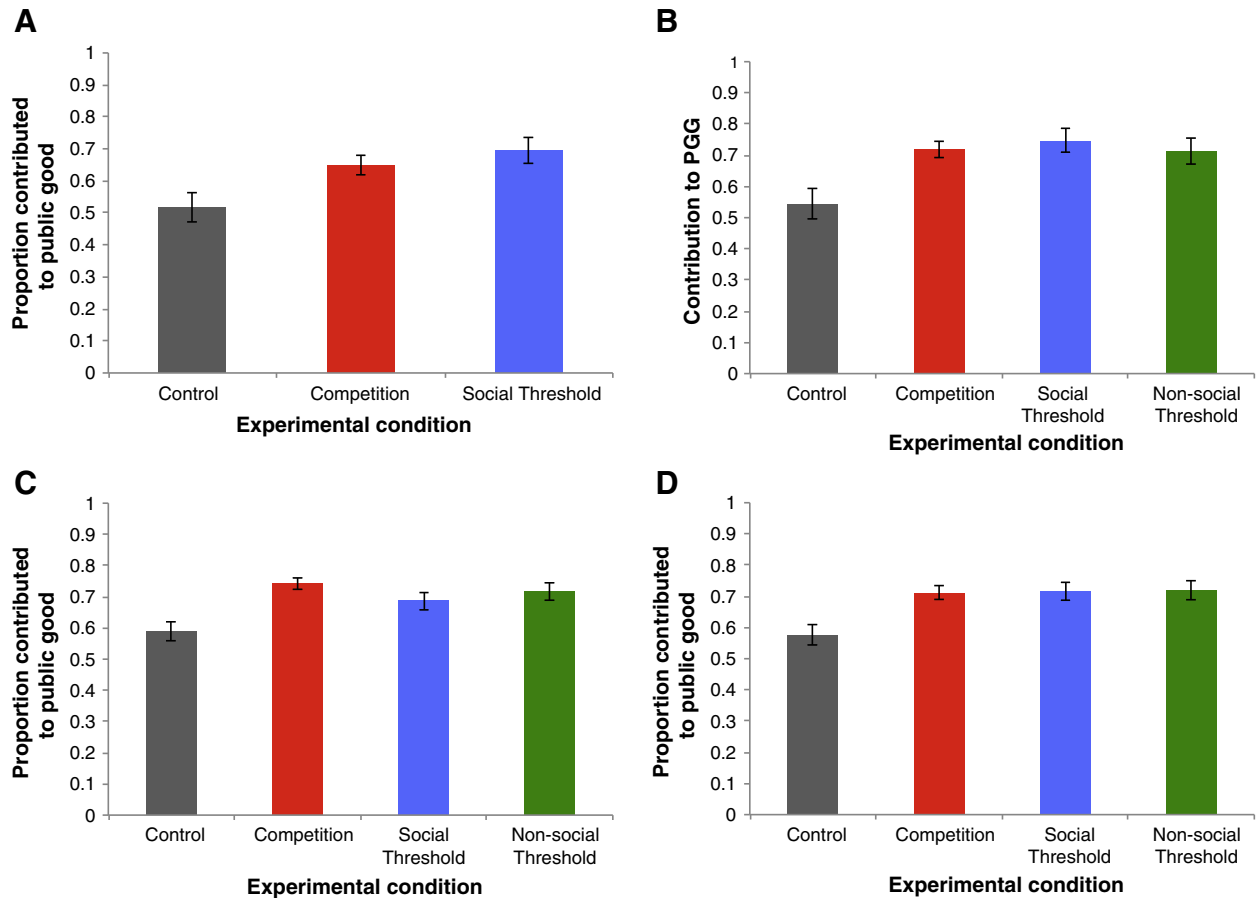 A
Proportion contributed
to public good
1
0.9
0.8
0.7
0.6
0.5
0.4
0.3
0.2
0.1
0
Control Competition Social Threshold
Experimental condition
B
Contribution to PGG
1
0.9
0.8
0.7
0.6
0.5
0.4
0.3
0.2
0.1
0
Control Competition Social Non-social
Threshold Threshold
Experimental condition
C
Proportion contributed
to public good
1
0.9
0.8
0.7
0.6
0.5
0.4
0.3
0.2
0.1
0
Control Competition Social Non-social
Threshold Threshold
Experimental condition
D
Proportion contributed
to public good
1
0.9
0.8
0.7
0.6
0.5
0.4
0.3
0.2
0.1
0
Control Competition Social Non-social
Threshold Threshold
Experimental condition